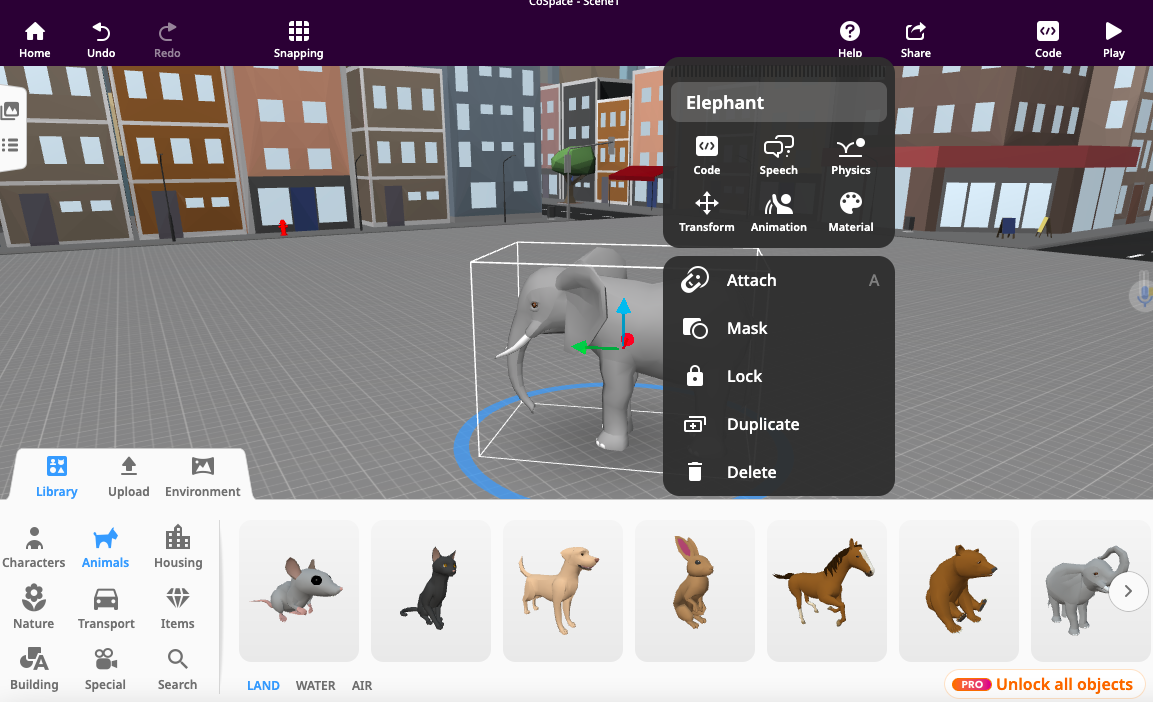 CoSpace - Scene1
Home
Undo
Redo
Snapping
Help
Share
Code
Play
Elephant
Code
Speech
Physics
Transform
Animation
Material
Attach A
Mask
Lock
Duplicate
Delete
Library
Upload
Environment
Characters
Animals
Housing
Nature
Transport
Items
Building
Special
Search
LAND WATER AIR
PRO Unlock all objects